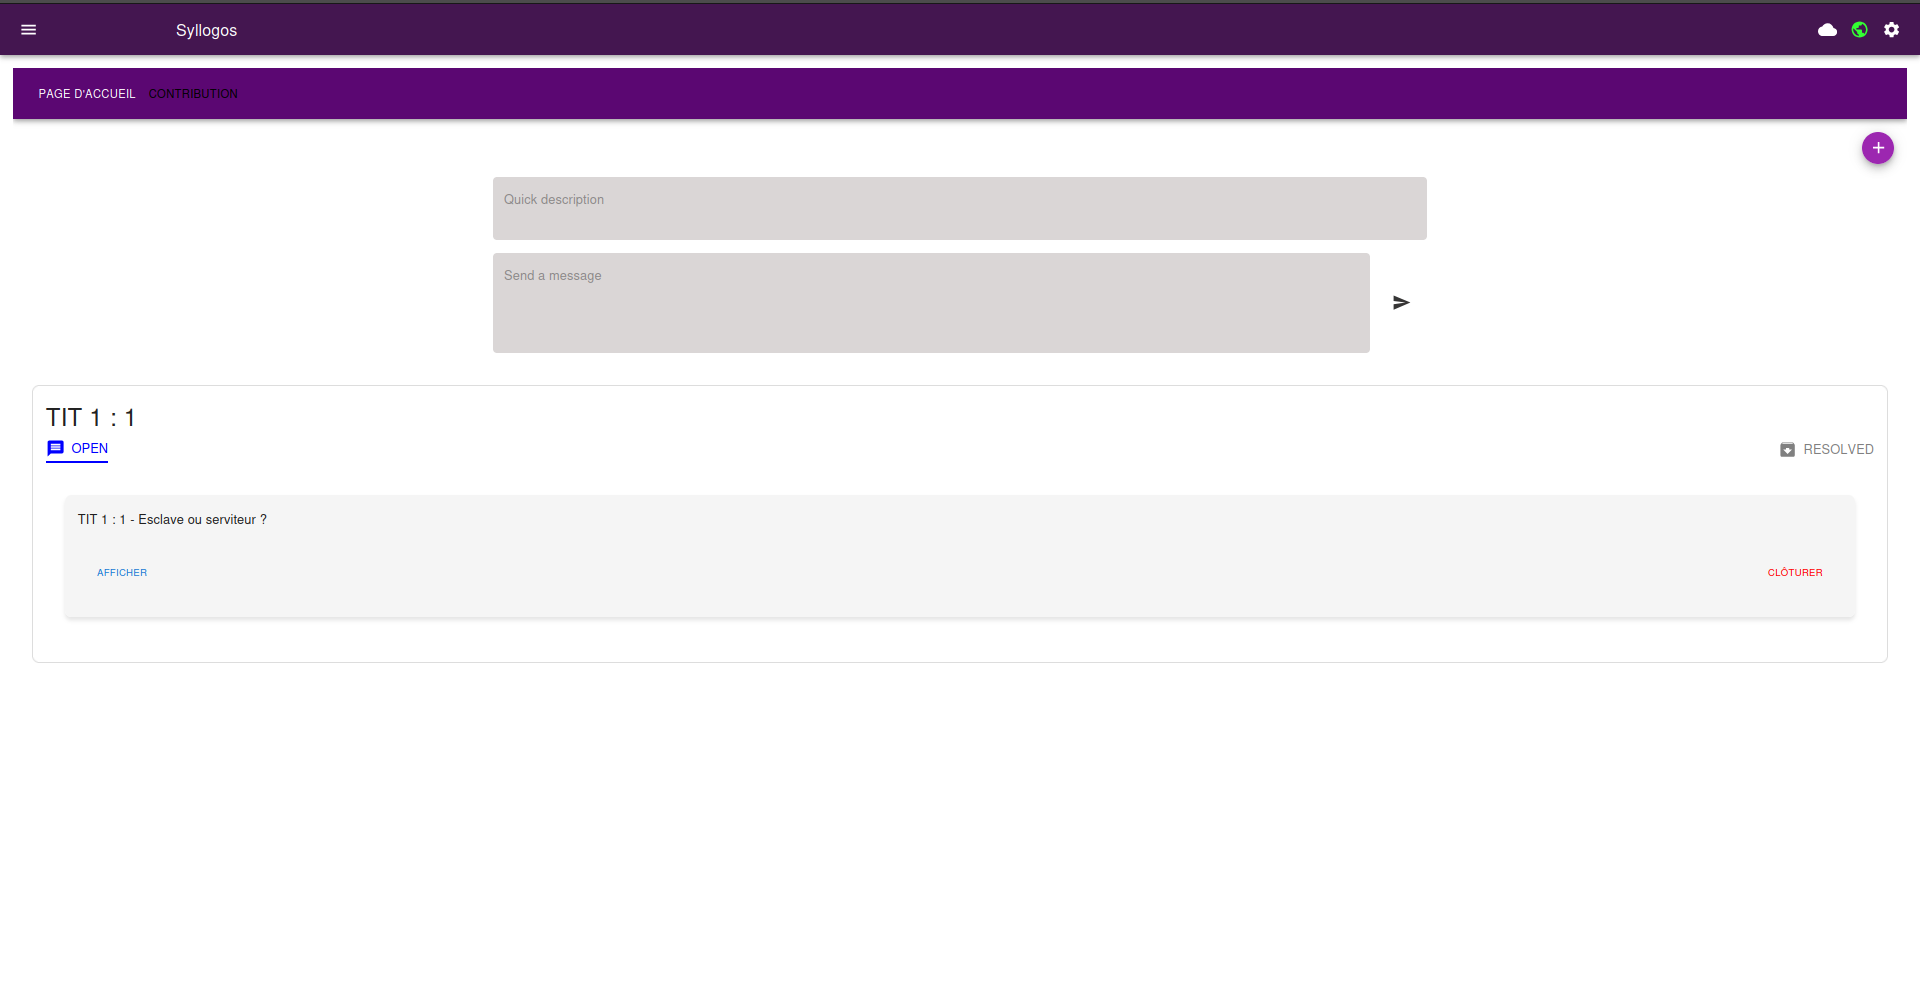 Syllogos
PAGE D'ACCUEIL CONTRIBUTION
Quick description
Send a message
TIT 1 : 1
OPEN
RESOLVED
TIT 1 : 1 - Esclave ou serviteur ?
AFFICHER
CLÔTURER